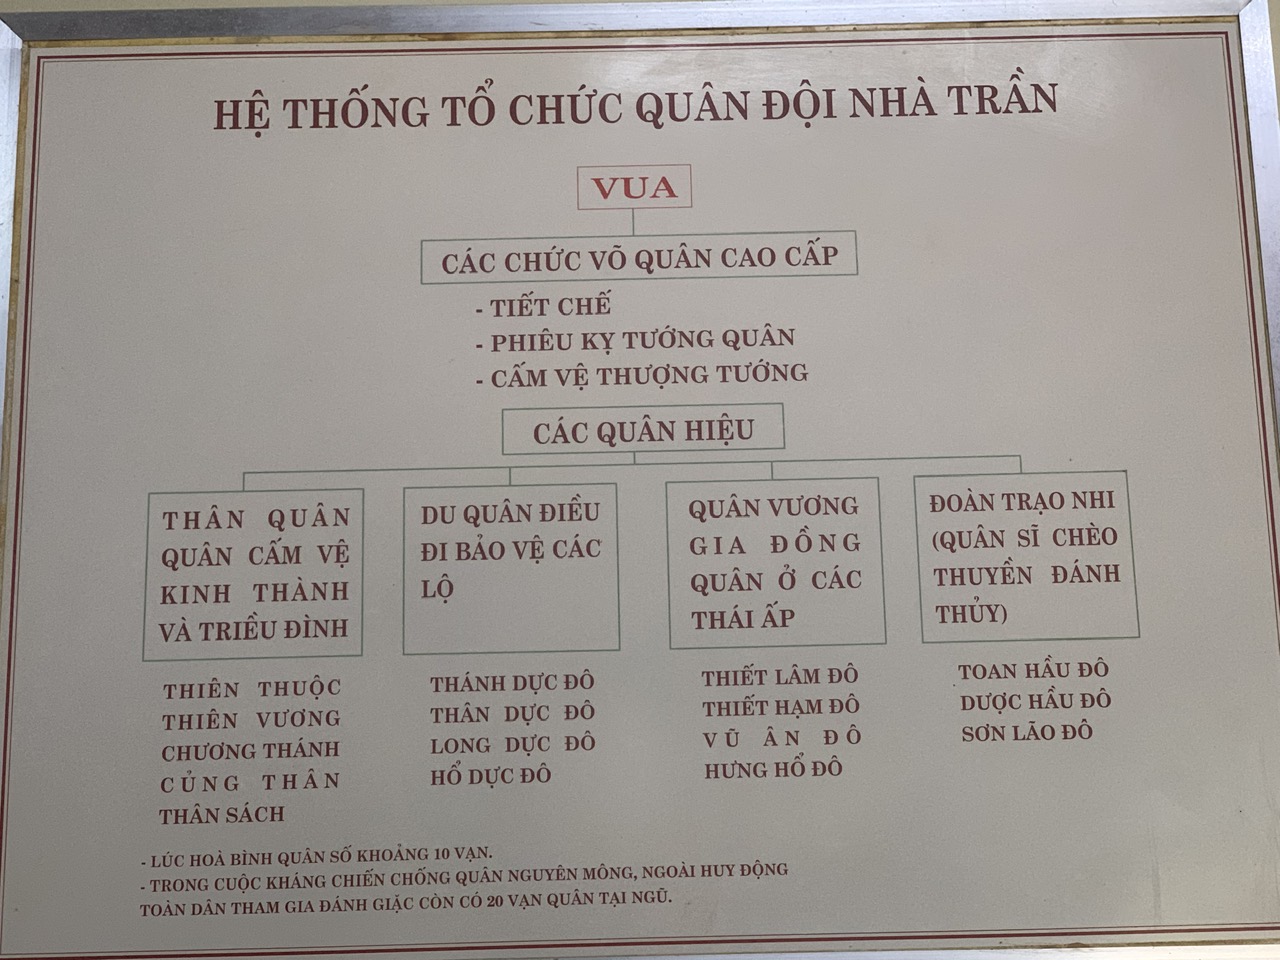 HỆ THỐNG TỔ CHỨC QUÂN ĐỘI NHÀ TRẦN
VUA
CÁC CHỨC VÕ QUÂN CAO CẤP
- TIẾT CHẾ
- PHIÊU KỴ TƯỚNG QUÂN
- CẤM VỆ THƯỢNG TƯỚNG
CÁC QUÂN HIỆU
THÂN QUÂN
QUÂN CẤM VỆ
KINH THÀNH
VÀ TRIỀU ĐÌNH
THIÊN THUỘC
THIÊN VƯƠNG
CHƯƠNG THÁNH
CỦNG THÂN
THÂN SÁCH
DU QUÂN ĐIỀU
ĐI BẢO VỆ CÁC
LỘ
THÁNH DỰC ĐÔ
THÂN DỰC ĐÔ
LONG DỰC ĐÔ
HỔ DỰC ĐÔ
QUÂN VƯƠNG
GIA ĐỒNG
QUÂN Ở CÁC
THÁI ẤP
THIẾT LÂM ĐÔ
THIẾT HẠM ĐÔ
VŨ ÂN ĐÔ
HƯNG HỔ ĐÔ
ĐOÀN TRẠO NHI
(QUÂN SĨ CHÈO
THUYỀN ĐÁNH
THỦY)
TOAN HẦU ĐÔ
DƯỢC HẦU ĐÔ
SƠN LÃO ĐÔ
- LÚC HOÀ BÌNH QUÂN SỐ KHOẢNG 10 VẠN.
- TRONG CUỘC KHÁNG CHIẾN CHỐNG QUÂN NGUYÊN MÔNG, NGOÀI HUY ĐỘNG
TOÀN DÂN THAM GIA ĐÁNH GIẶC CÒN CÓ 20 VẠN QUÂN TẠI NGŨ.